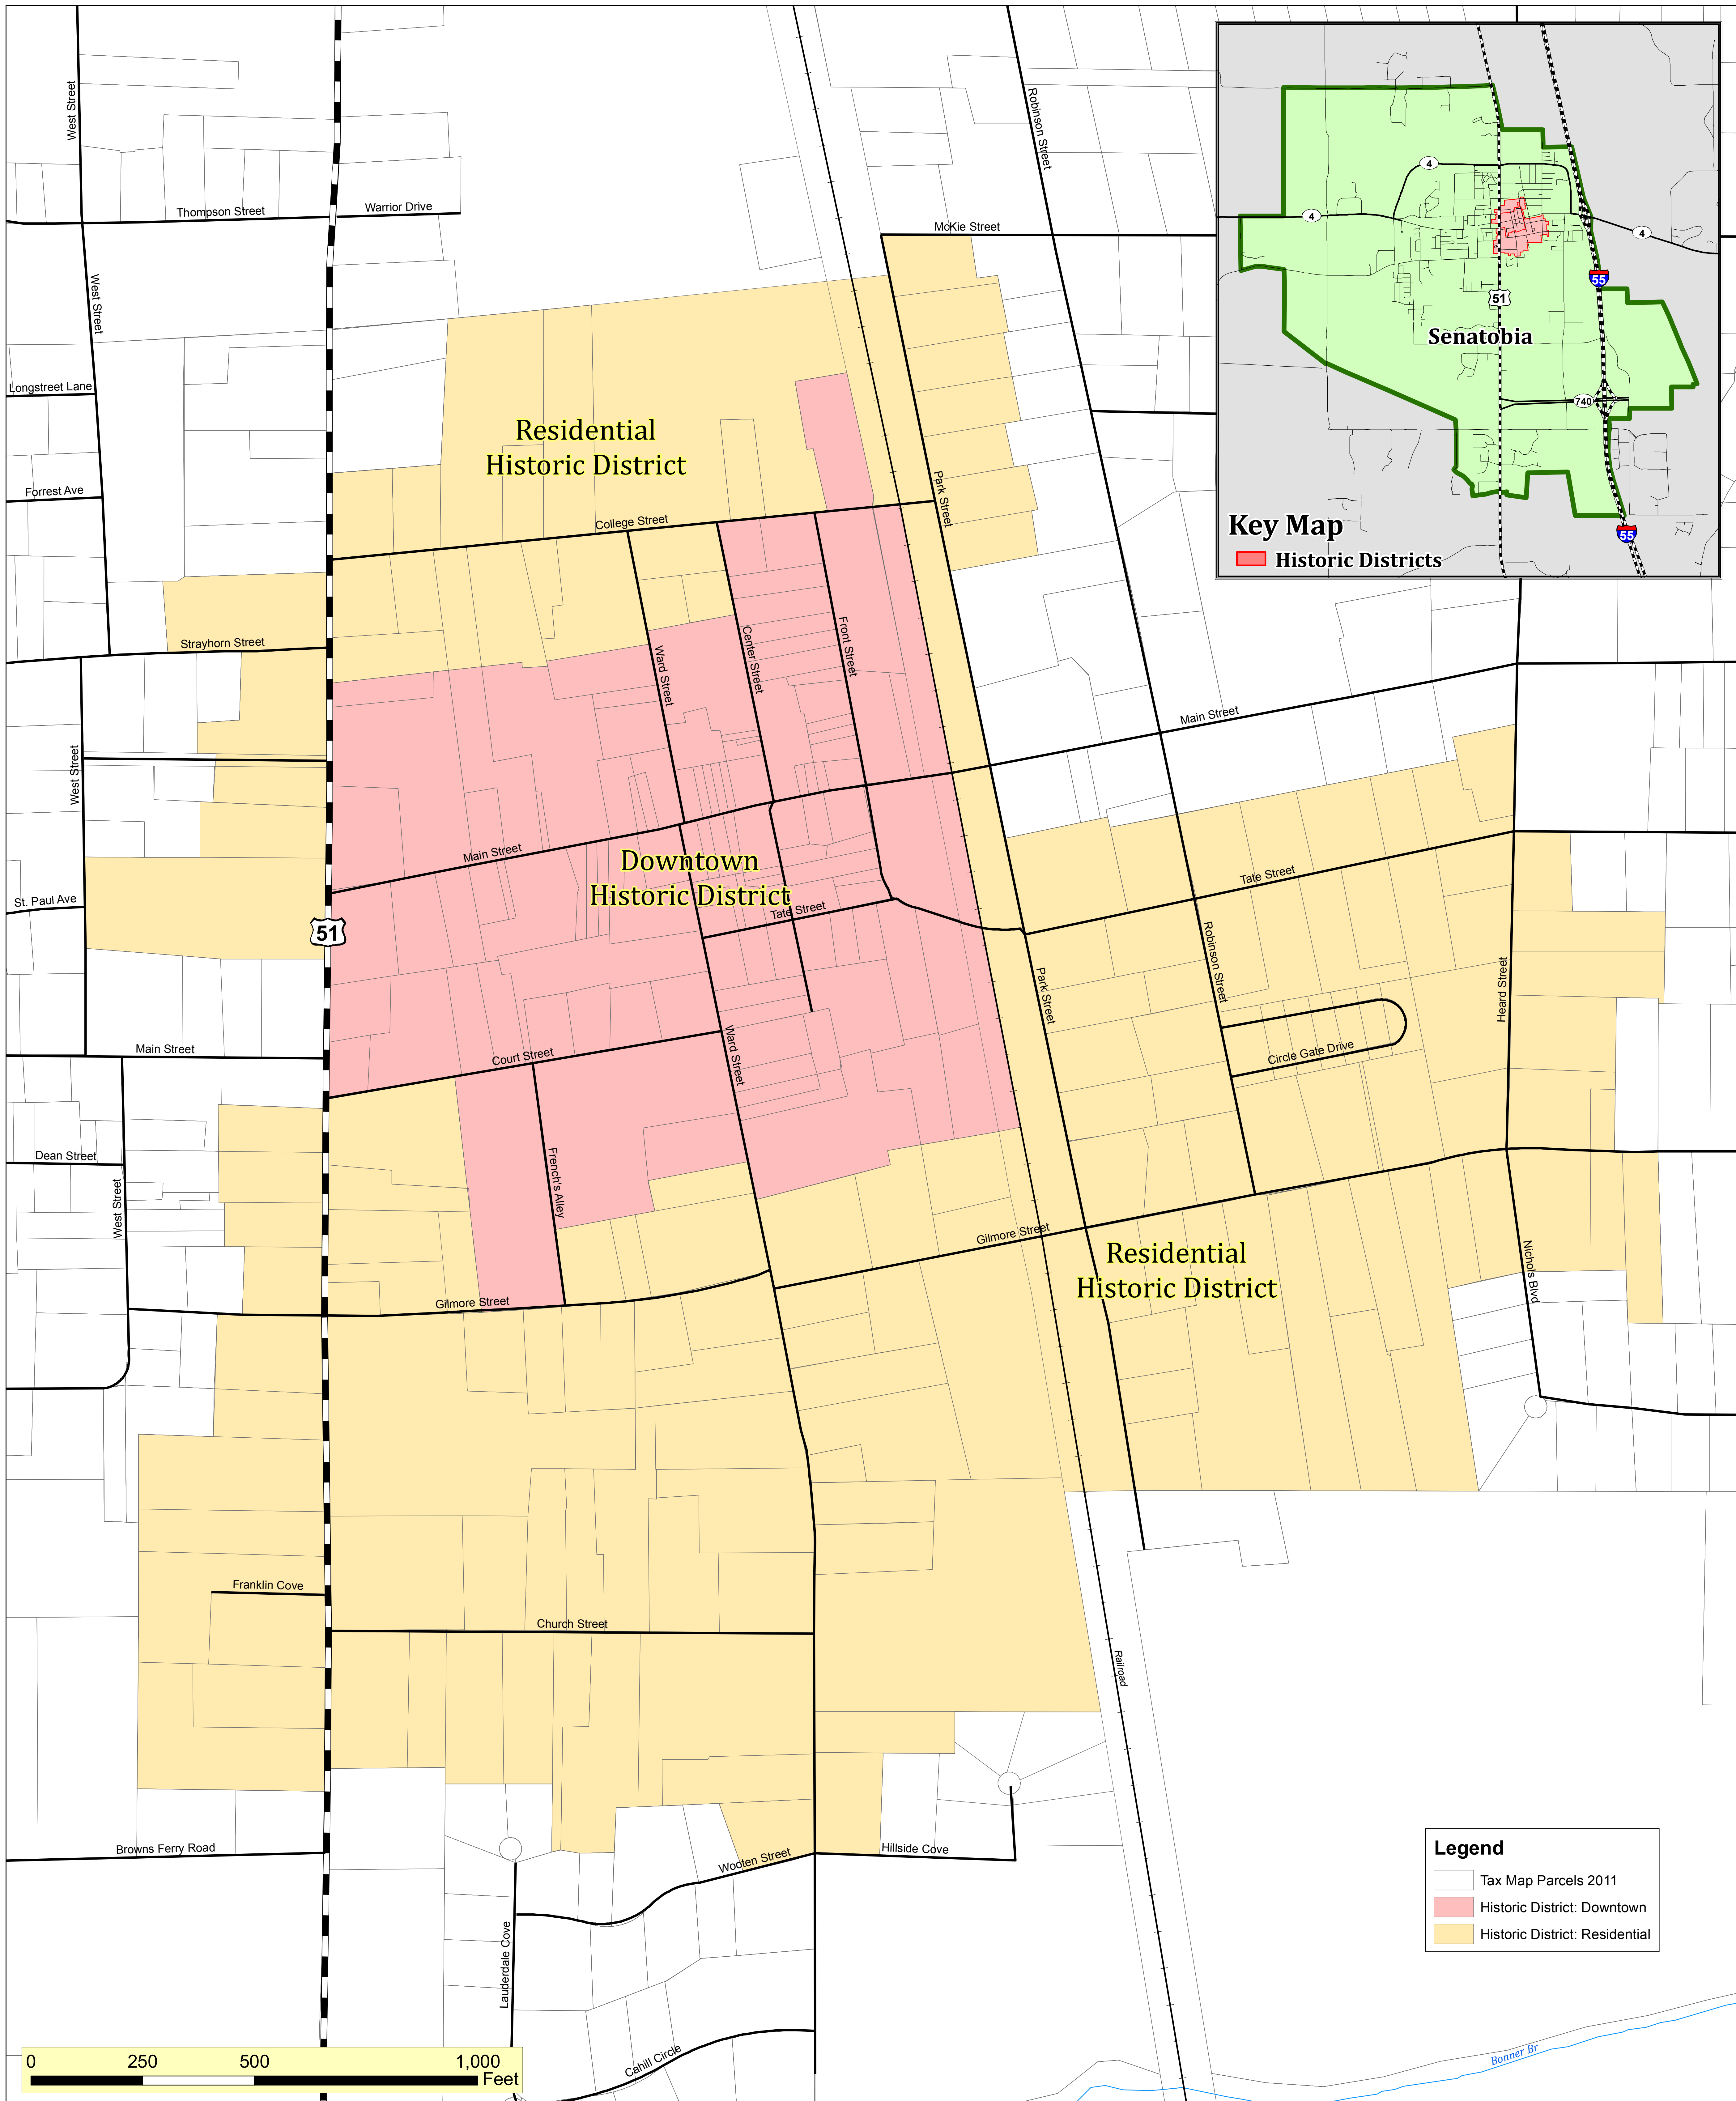 West Street
Robinson Street
Thompson Street
Warrior Drive
McKie Street
West Street
Longstreet Lane
Forrest Ave
Residential
Historic District
College Street
Park Street
4
4
4
55
51
Senatobia
740
55
Key Map
Historic Districts
Strayhorn Street
Ward Street
Center Street
Front Street
West Street
Main Street
Main Street
Downtown
Historic District
Tate Street
Tate Street
St. Paul Ave
51
Robinson Street
Park Street
Heard Street
Main Street
Court Street
Ward Street
Circle Gate Drive
Dean Street
West Street
French's Alley
Gilmore Street
Residential
Historic District
Nichols Blvd
Gilmore Street
Franklin Cove
Church Street
Railroad
Browns Ferry Road
Wooten Street
Hillside Cove
Lauderdale Cove
Cahill Circle
Bonner Br
Legend
Tax Map Parcels 2011
Historic District: Downtown
Historic District: Residential
0 250 500 1,000
Feet